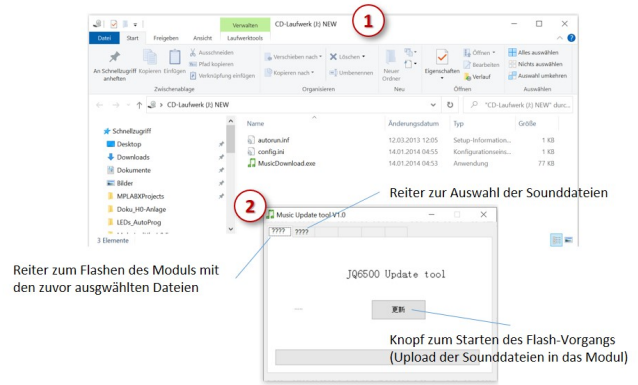 Verwalten
CD-Laufwerk (J:) NEW
1
Datei Start Freigeben Ansicht Laufwerktools
An Schnellzugriff anheften
Kopieren
Einfügen
Ausschneiden
Pfad kopieren
Verknüpfung einfügen
Zwischenablage
Verschieben nach
Kopieren nach
Löschen
Umbenennen
Organisieren
Neuer Ordner
Neu
Eigenschaften
Öffnen
Bearbeiten
Verlauf
Öffnen
Alles auswählen
Nichts auswählen
Auswahl umkehren
Auswählen
CD-Laufwerk (J:) NEW
"CD-Laufwerk (J:) NEW" durc...
Name Änderungsdatum Typ Größe
autorun.inf 12.03.2013 12:05 Setup-Information... 1 KB
config.ini 14.01.2014 04:53 Konfigurationseins... 1 KB
MusicDownload.exe 14.01.2014 04:53 Anwendung 77 KB
Schnellzugriff
Desktop
Downloads
Dokumente
Bilder
MPLABXProjects
Doku_H0-Anlage
LEDs_AutoProg
3 Elemente
Reiter zur Auswahl der Sounddateien
2
Music Update tool V1.0
???? ????
JQ6500 Update tool
更新
Reiter zum Flashen des Moduls mit
den zuvor ausgwählten Dateien
Knopf zum Starten des Flash-Vorgangs
(Upload der Sounddateien in das Modul)